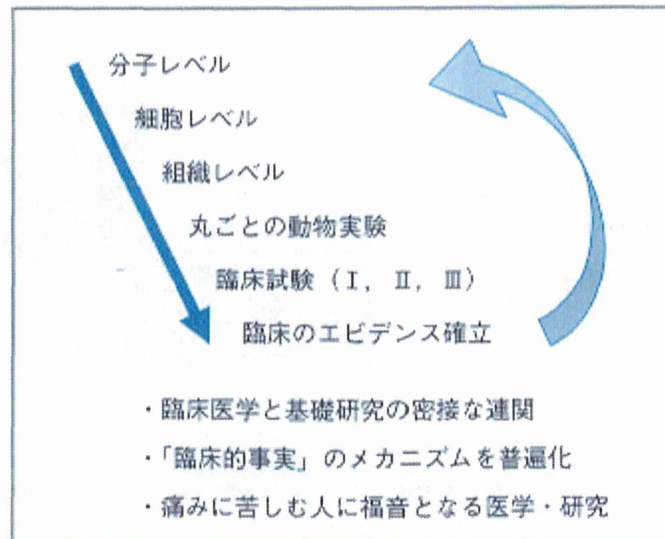 分子レベル
細胞レベル
組織レベル
丸ごとの動物実験
臨床試験（Ⅰ，Ⅱ，Ⅲ）
臨床のエビデンス確立
・臨床医学と基礎研究の密接な連関
・「臨床的事実」のメカニズムを普遍化
・痛みに苦しむ人に福音となる医学・研究